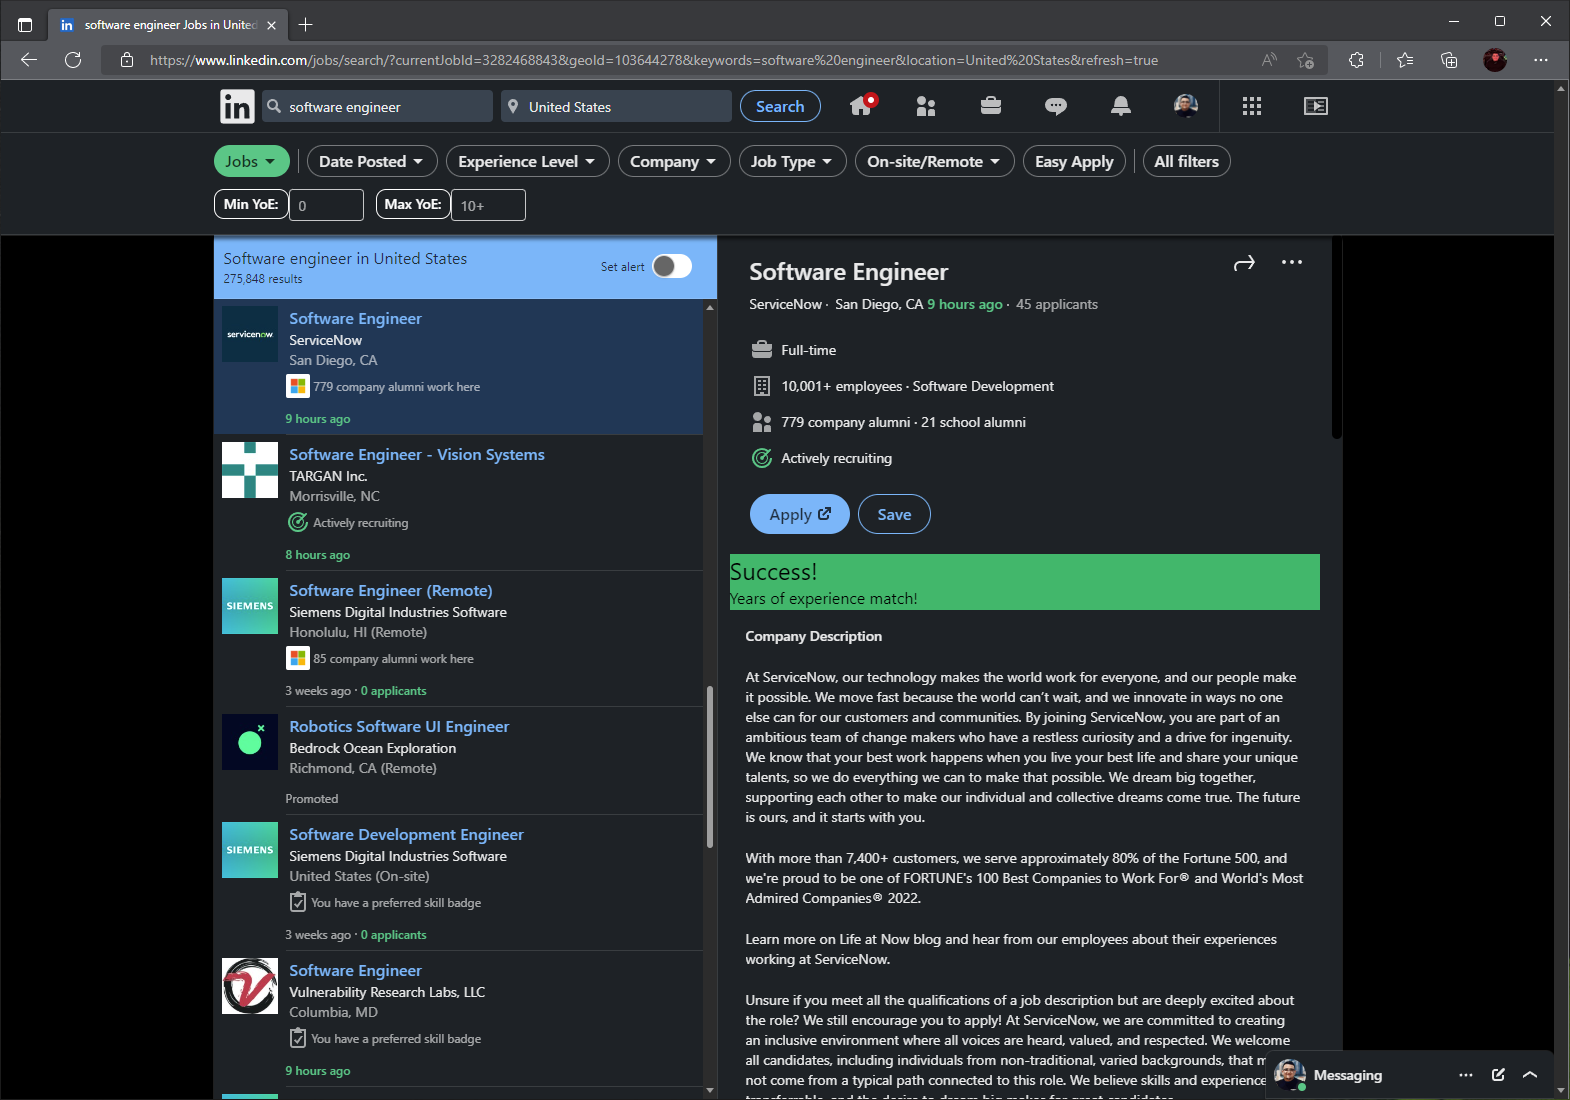 software engineer Jobs in United
https://www.linkedin.com/jobs/search/?currentJobId=3282468843&geoId=103644278&keywords=software%20engineer&location=United%20States&refresh=true
in
software engineer
United States
Search
Jobs
Date Posted
Experience Level
Company
Job Type
On-site/Remote
Easy Apply
All filters
Min YoE:
0
Max YoE:
10+
Software engineer in United States
275,848 results
Set alert
servicenow
Software Engineer
ServiceNow
San Diego, CA
779 company alumni work here
9 hours ago
Software Engineer - Vision Systems
TARGAN Inc.
Morrisville, NC
Actively recruiting
8 hours ago
SIEMENS
Software Engineer (Remote)
Siemens Digital Industries Software
Honolulu, HI (Remote)
85 company alumni work here
3 weeks ago · 0 applicants
Robotics Software UI Engineer
Bedrock Ocean Exploration
Richmond, CA (Remote)
Promoted
SIEMENS
Software Development Engineer
Siemens Digital Industries Software
United States (On-site)
You have a preferred skill badge
3 weeks ago · 0 applicants
Software Engineer
Vulnerability Research Labs, LLC
Columbia, MD
You have a preferred skill badge
9 hours ago
Software Engineer
ServiceNow · San Diego, CA 9 hours ago · 45 applicants
Full-time
10,001+ employees · Software Development
779 company alumni · 21 school alumni
Actively recruiting
Apply
Save
Success!
Years of experience match!
Company Description
At ServiceNow, our technology makes the world work for everyone, and our people make
it possible. We move fast because the world can’t wait, and we innovate in ways no one
else can for our customers and communities. By joining ServiceNow, you are part of an
ambitious team of change makers who have a restless curiosity and a drive for ingenuity.
We know that your best work happens when you live your best life and share your unique
talents, so we do everything we can to make that possible. We dream big together,
supporting each other to make our individual and collective dreams come true. The future
is ours, and it starts with you.
With more than 7,400+ customers, we serve approximately 80% of the Fortune 500, and
we're proud to be one of FORTUNE's 100 Best Companies to Work For® and World's Most
Admired Companies® 2022.
Learn more on Life at Now blog and hear from our employees about their experiences
working at ServiceNow.
Unsure if you meet all the qualifications of a job description but are deeply excited about
the role? We still encourage you to apply! At ServiceNow, we are committed to creating
an inclusive environment where all voices are heard, valued, and respected. We welcome
all candidates, including individuals from non-traditional, varied backgrounds, that
not come from a typical path connected to this role. We believe skills and experience
Messaging